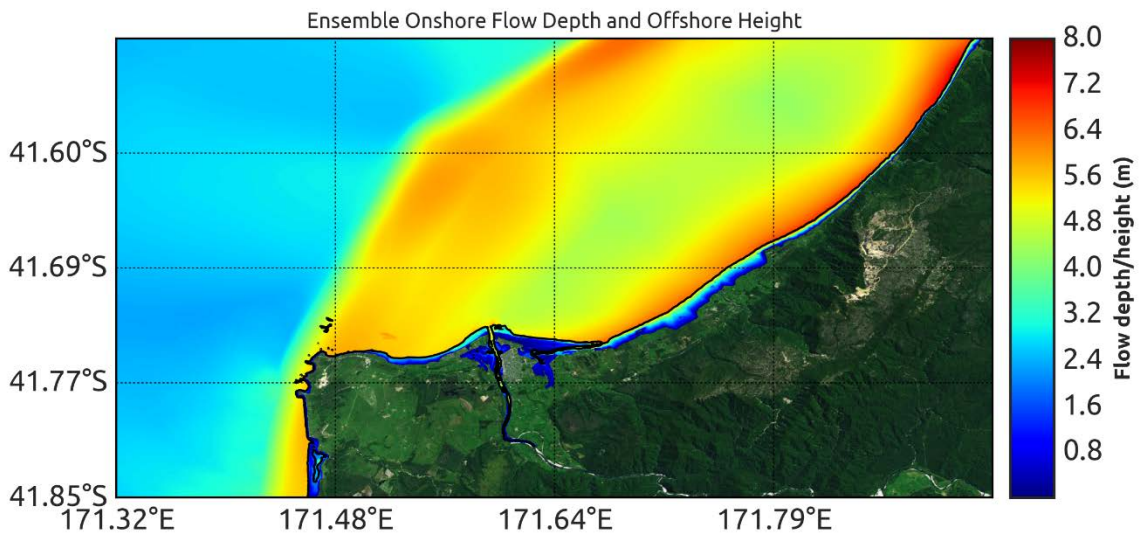 Ensemble Onshore Flow Depth and Offshore Height
8.0
7.2
6.4
5.6
4.8
4.0
3.2
2.4
1.6
0.8
Flow depth/height (m)
41.60°S
41.69°S
41.77°S
41.85°S
171.32°E
171.48°E
171.64°E
171.79°E